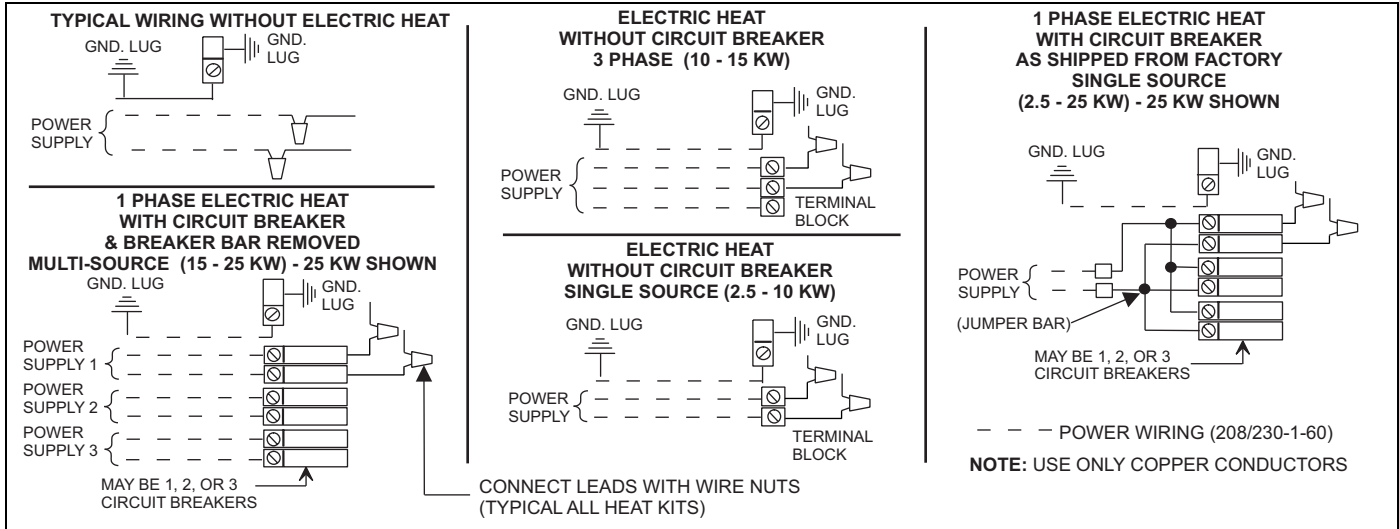 TYPICAL WIRING WITHOUT ELECTRIC HEAT
GND. LUG
GND.
LUG
POWER
SUPPLY
1 PHASE ELECTRIC HEAT
WITH CIRCUIT BREAKER
& BREAKER BAR REMOVED
MULTI-SOURCE (15 - 25 KW) - 25 KW SHOWN
GND. LUG
GND.
LUG
POWER
SUPPLY 1
POWER
SUPPLY 2
POWER
SUPPLY 3
MAY BE 1, 2, OR 3
CIRCUIT BREAKERS
CONNECT LEADS WITH WIRE NUTS
(TYPICAL ALL HEAT KITS)
ELECTRIC HEAT
WITHOUT CIRCUIT BREAKER
3 PHASE (10 - 15 KW)
GND. LUG
GND.
LUG
POWER
SUPPLY
TERMINAL
BLOCK
ELECTRIC HEAT
WITHOUT CIRCUIT BREAKER
SINGLE SOURCE (2.5 - 10 KW)
GND. LUG
GND.
LUG
POWER
SUPPLY
TERMINAL
BLOCK
1 PHASE ELECTRIC HEAT
WITH CIRCUIT BREAKER
AS SHIPPED FROM FACTORY
SINGLE SOURCE
(2.5 - 25 KW) - 25 KW SHOWN
GND. LUG
GND.
LUG
POWER
SUPPLY
(JUMPER BAR)
MAY BE 1, 2, OR 3
CIRCUIT BREAKERS
POWER WIRING (208/230-1-60)
NOTE: USE ONLY COPPER CONDUCTORS